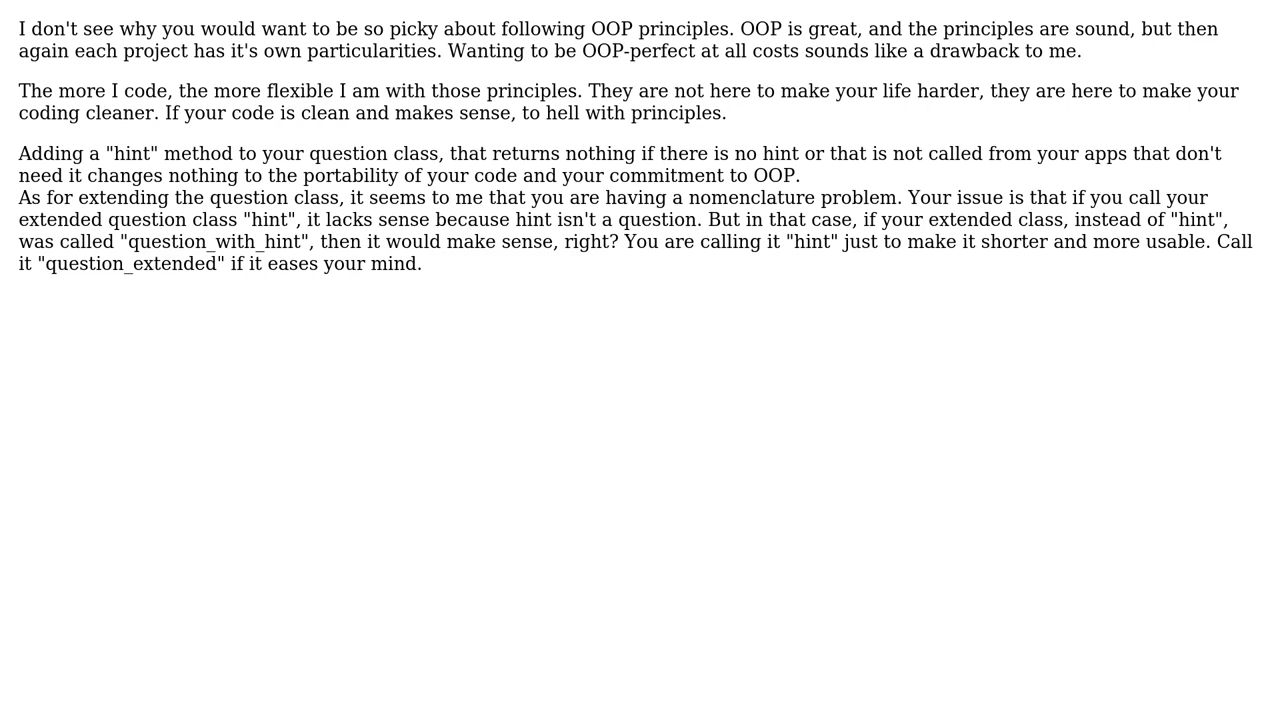 I don't see why you would want to be so picky about following OOP principles. OOP is great, and the principles are sound, but then
again each project has it's own particularities. Wanting to be OOP-perfect at all costs sounds like a drawback to me.
The more I code, the more flexible I am with those principles. They are not here to make your life harder, they are here to make your
coding cleaner. If your code is clean and makes sense, to hell with principles.
Adding a "hint" method to your question class, that returns nothing if there is no hint or that is not called from your apps that don't
need it changes nothing to the portability of your code and your commitment to OOP.
As for extending the question class, it seems to me that you are having a nomenclature problem. Your issue is that if you call your
extended question class "hint", it lacks sense because hint isn't a question. But in that case, if your extended class, instead of "hint",
was called "question_with_hint", then it would make sense, right? You are calling it "hint" just to make it shorter and more usable. Call
it "question_extended" if it eases your mind.